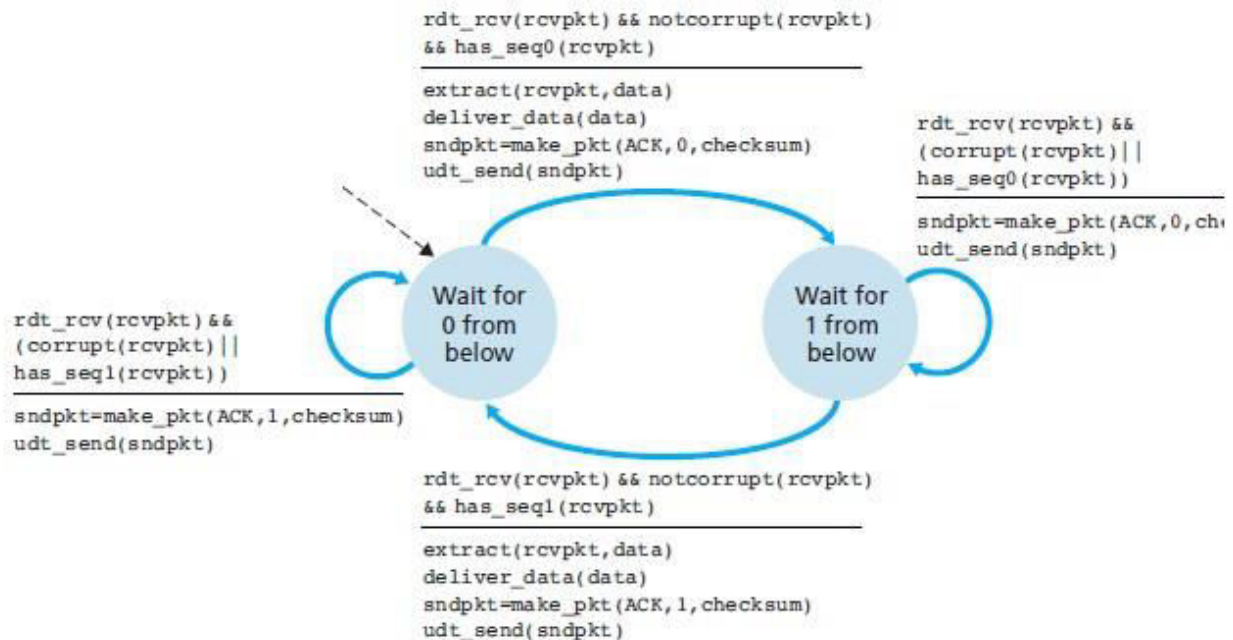 rdt_rcv(rcvpkt) && notcorrupt(rcvpkt)
&& has_seq0(rcvpkt)
extract(rcvpkt,data)
deliver_data(data)
sndpkt=make_pkt(ACK,0,checksum)
udt_send(sndpkt)
rdt_rcv(rcvpkt) &&
(corrupt(rcvpkt)||
has_seq0(rcvpkt))
sndpkt=make_pkt(ACK,0,che
udt_send(sndpkt)
Wait for
0 from
below
Wait for
1 from
below
rdt_rcv(rcvpkt) &&
(corrupt(rcvpkt)||
has_seq1(rcvpkt))
sndpkt=make_pkt(ACK,1,checksum)
udt_send(sndpkt)
rdt_rcv(rcvpkt) && notcorrupt(rcvpkt)
&& has_seq1(rcvpkt)
extract(rcvpkt,data)
deliver_data(data)
sndpkt=make_pkt(ACK,1,checksum)
udt_send(sndpkt)